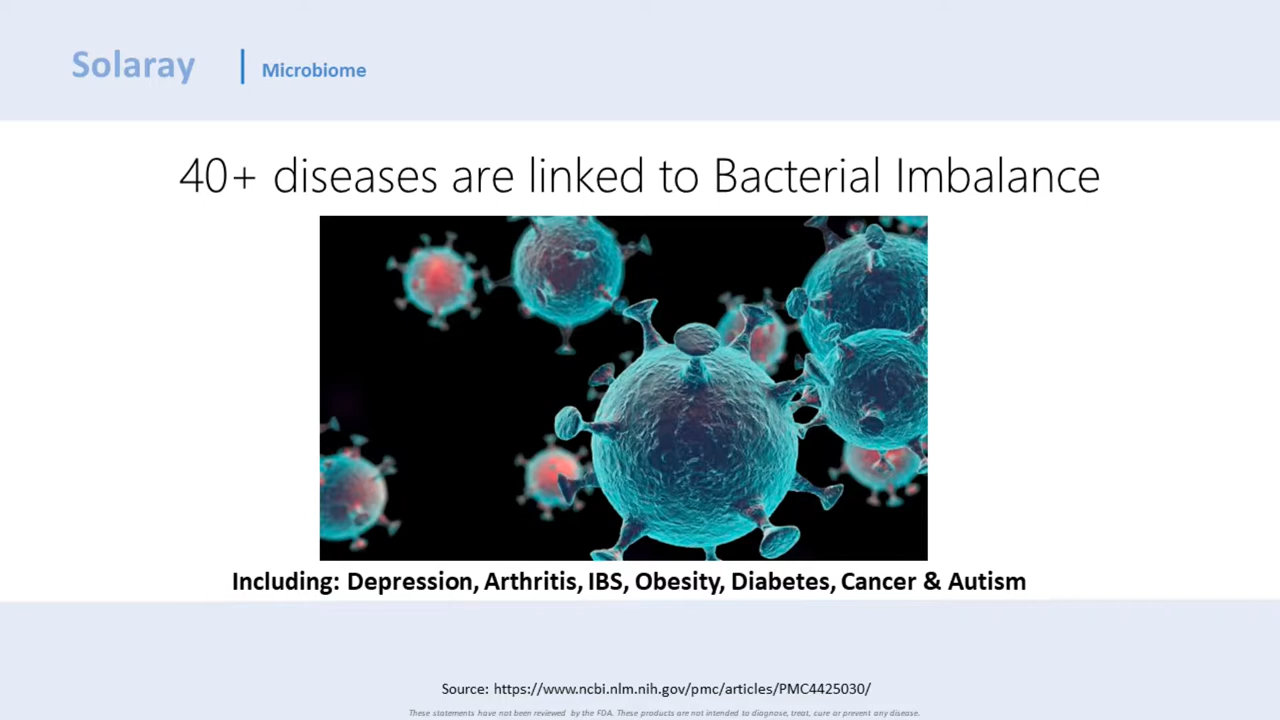 Solaray | Microbiome
40+ diseases are linked to Bacterial Imbalance
Including: Depression, Arthritis, IBS, Obesity, Diabetes, Cancer & Autism
Source: https://www.ncbi.nlm.nih.gov/pmc/articles/PMC4425030/
These statements have not been reviewed by the FDA. These products are not intended to diagnose, treat, cure or prevent any disease.